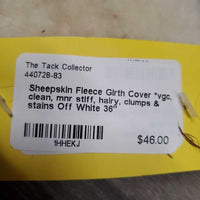 The Tack Collector
440728-83
Sheepskin Fleece Girth Cover *vgc,
clean, mnr stiff, hairy, clumps &
stains Off White 36"
$46.00
1HHEKJ